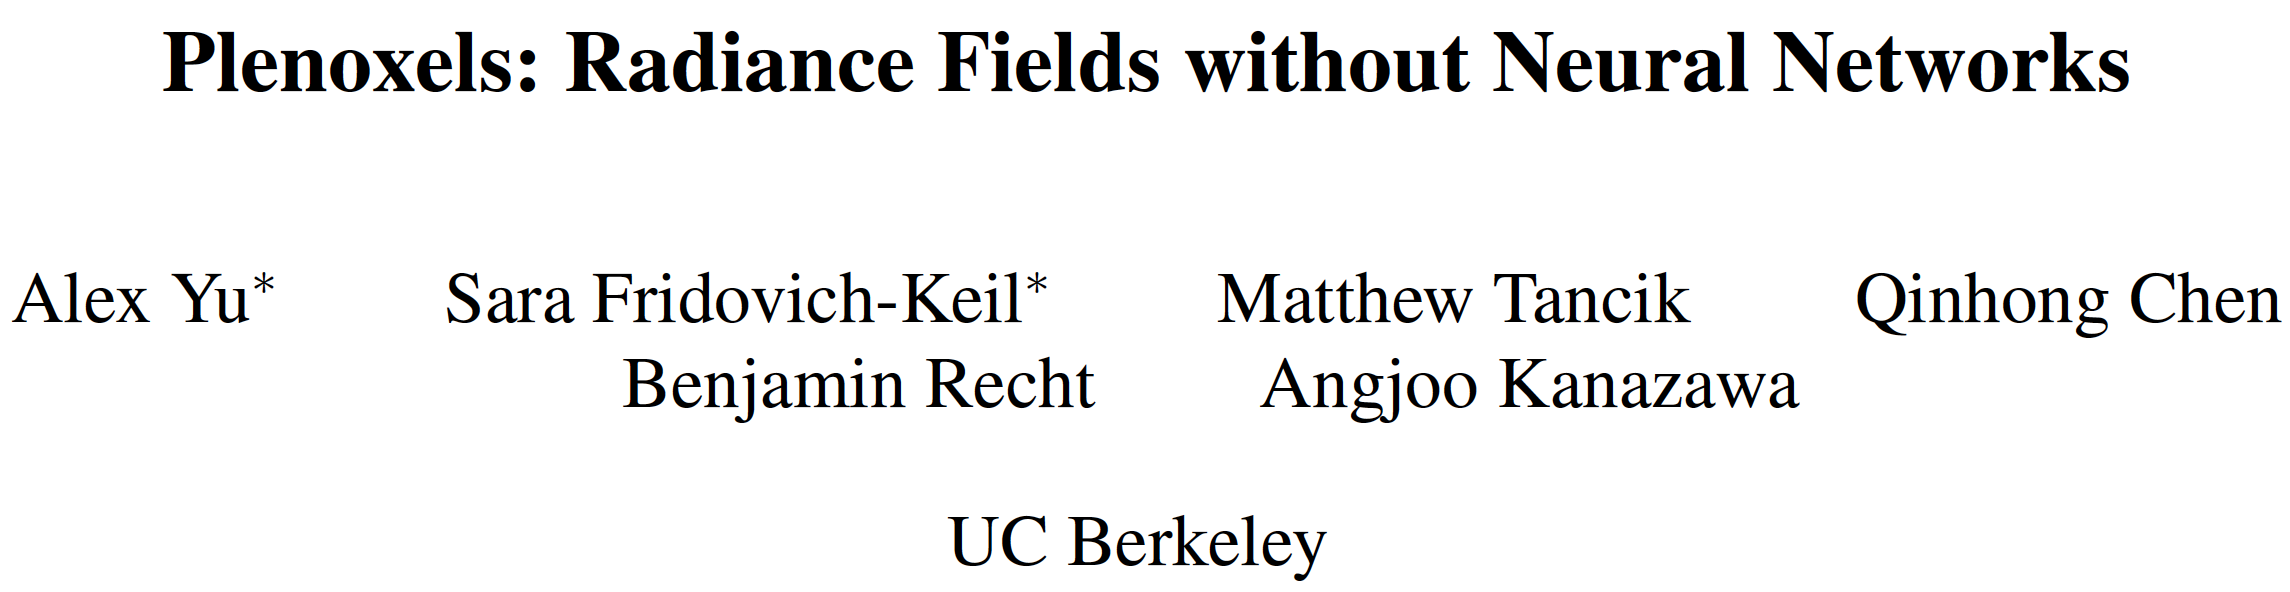 Plenoxels: Radiance Fields without Neural Networks
Alex Yu* Sara Fridovich-Keil* Matthew Tancik Qinhong Chen
Benjamin Recht Angjoo Kanazawa
UC Berkeley